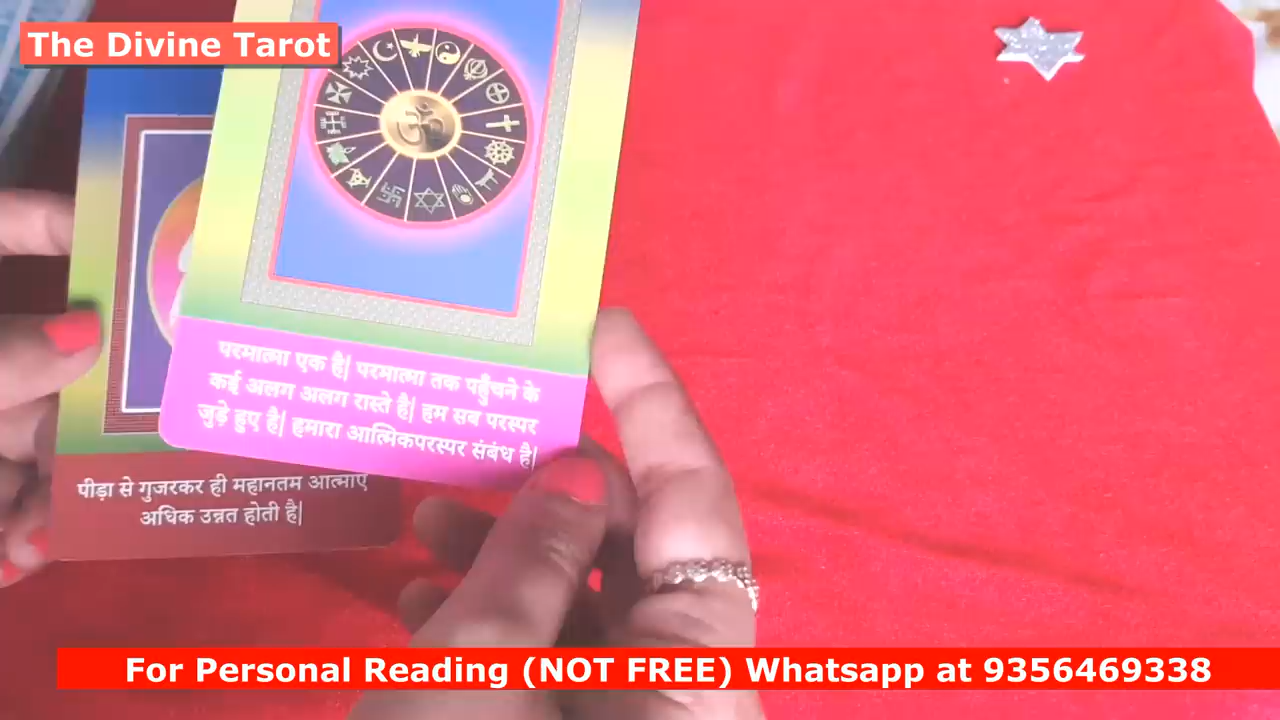 The Divine Tarot
परमात्मा एक है| परमात्मा तक पहुँचने के
कई अलग अलग रास्ते है| हम सब परस्पर
जुड़े हुए है| हमारा आत्मिकपरस्पर संबंध है|
पीड़ा से गुजरकर ही महानतम आत्माए
अधिक उन्नत होती है|
For Personal Reading (NOT FREE) Whatsapp at 9356469338